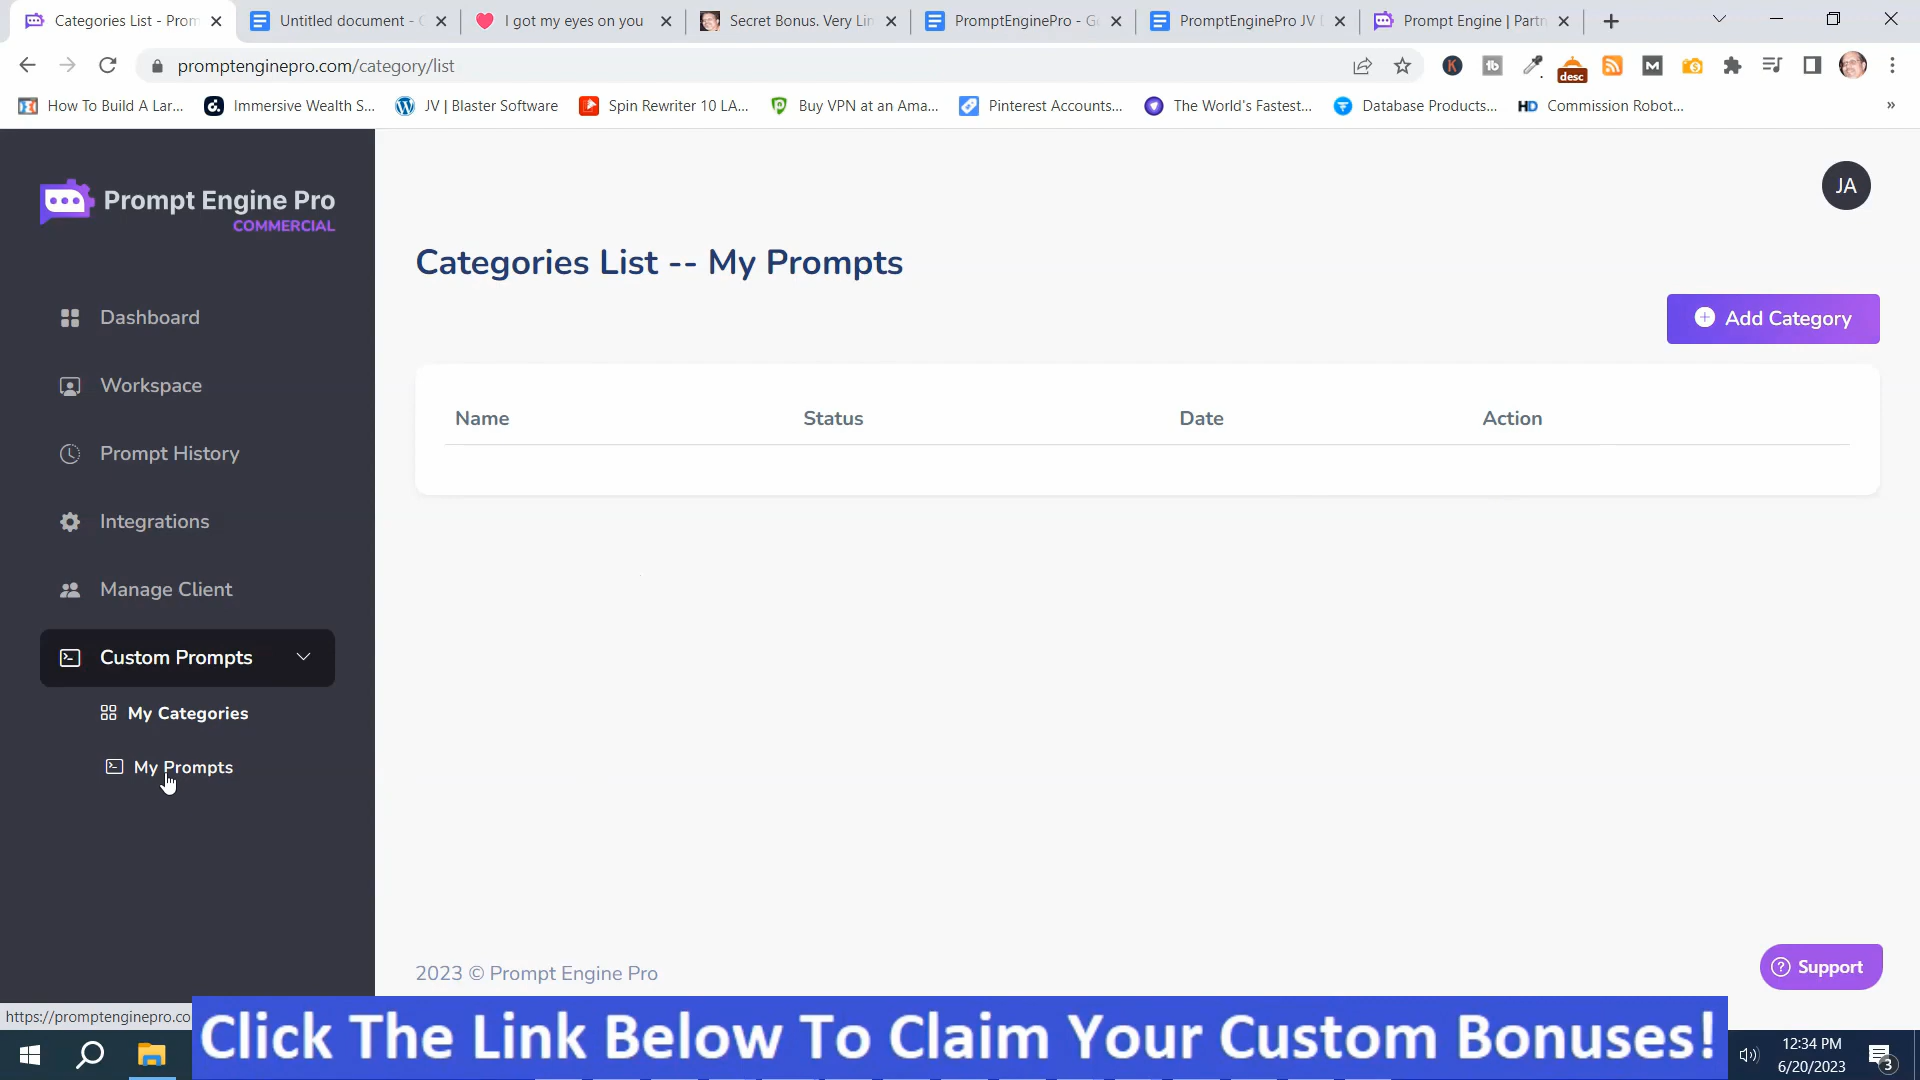 Categories List - Prom
Untitled document -
I got my eyes on you
Secret Bonus. Very Lin
PromptEnginePro - Go
PromptEnginePro JV
Prompt Engine | Partn
promptenginepro.com/category/list
desc
How To Build A Lar...
Immersive Wealth S...
JV | Blaster Software
Spin Rewriter 10 LA...
Buy VPN at an Ama...
Pinterest Accounts...
The World's Fastest...
Database Products...
HD
Commission Robot...
»
Prompt Engine Pro
COMMERCIAL
JA
Categories List -- My Prompts
Add Category
Dashboard
Workspace
Prompt History
Integrations
Manage Client
Custom Prompts
My Categories
My Prompts
Name
Status
Date
Action
2023 © Prompt Engine Pro
Support
https://promptenginepro.co
Click The Link Below To Claim Your Custom Bonuses!
12:34 PM
6/20/2023
3